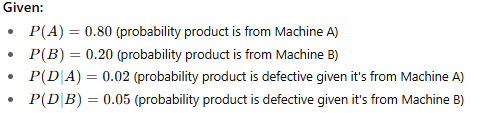 Given:
• P(A) = 0.80 (probability product is from Machine A)
• P(B) = 0.20 (probability product is from Machine B)
• P(D|A) = 0.02 (probability product is defective given it's from Machine A)
• P(D|B) = 0.05 (probability product is defective given it's from Machine B)